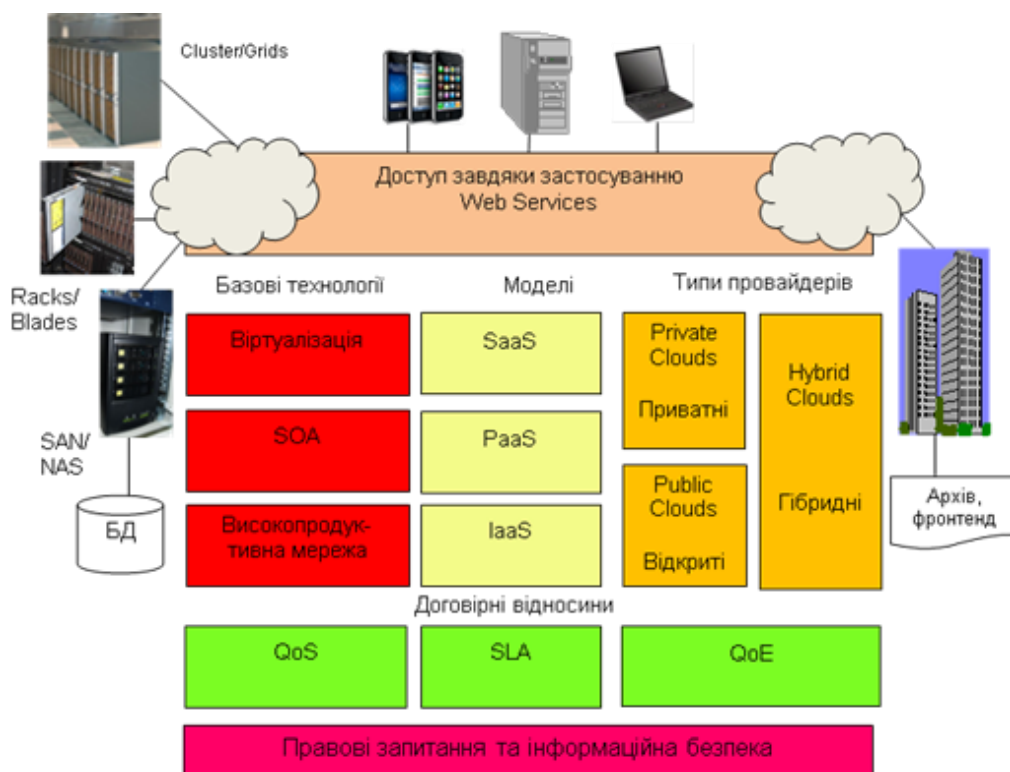 Cluster/Grids
Доступ завдяки застосуванню
Web Services
Racks/
Blades
SAN/
NAS
БД
Базові технології
Моделі
Типи провайдерів
Віртуалізація
SaaS
Private
Clouds
Приватні
Hybrid
Clouds
Гібридні
SOA
PaaS
Public
Clouds
Відкриті
Високопродук-
тивна мережа
IaaS
Архів,
фронтенд
Договірні відносини
QoS
SLA
QoE
Правові запитання та інформаційна безпека